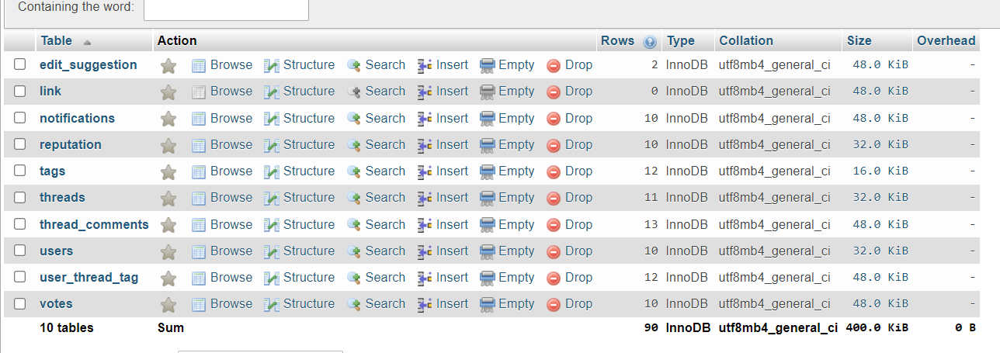 Containing the word:
Table Action Rows Type Collation Size Overhead
edit_suggestion Browse Structure Search Insert Empty Drop 2 InnoDB utf8mb4_general_ci 48.0 KiB -
link Browse Structure Search Insert Empty Drop 0 InnoDB utf8mb4_general_ci 48.0 KiB -
notifications Browse Structure Search Insert Empty Drop 10 InnoDB utf8mb4_general_ci 48.0 KiB -
reputation Browse Structure Search Insert Empty Drop 10 InnoDB utf8mb4_general_ci 32.0 KiB -
tags Browse Structure Search Insert Empty Drop 12 InnoDB utf8mb4_general_ci 16.0 KiB -
threads Browse Structure Search Insert Empty Drop 11 InnoDB utf8mb4_general_ci 32.0 KiB -
thread_comments Browse Structure Search Insert Empty Drop 13 InnoDB utf8mb4_general_ci 48.0 KiB -
users Browse Structure Search Insert Empty Drop 10 InnoDB utf8mb4_general_ci 32.0 KiB -
user_thread_tag Browse Structure Search Insert Empty Drop 12 InnoDB utf8mb4_general_ci 48.0 KiB -
votes Browse Structure Search Insert Empty Drop 10 InnoDB utf8mb4_general_ci 48.0 KiB -
10 tables Sum 90 InnoDB utf8mb4_general_ci 400.0 KiB 0 B